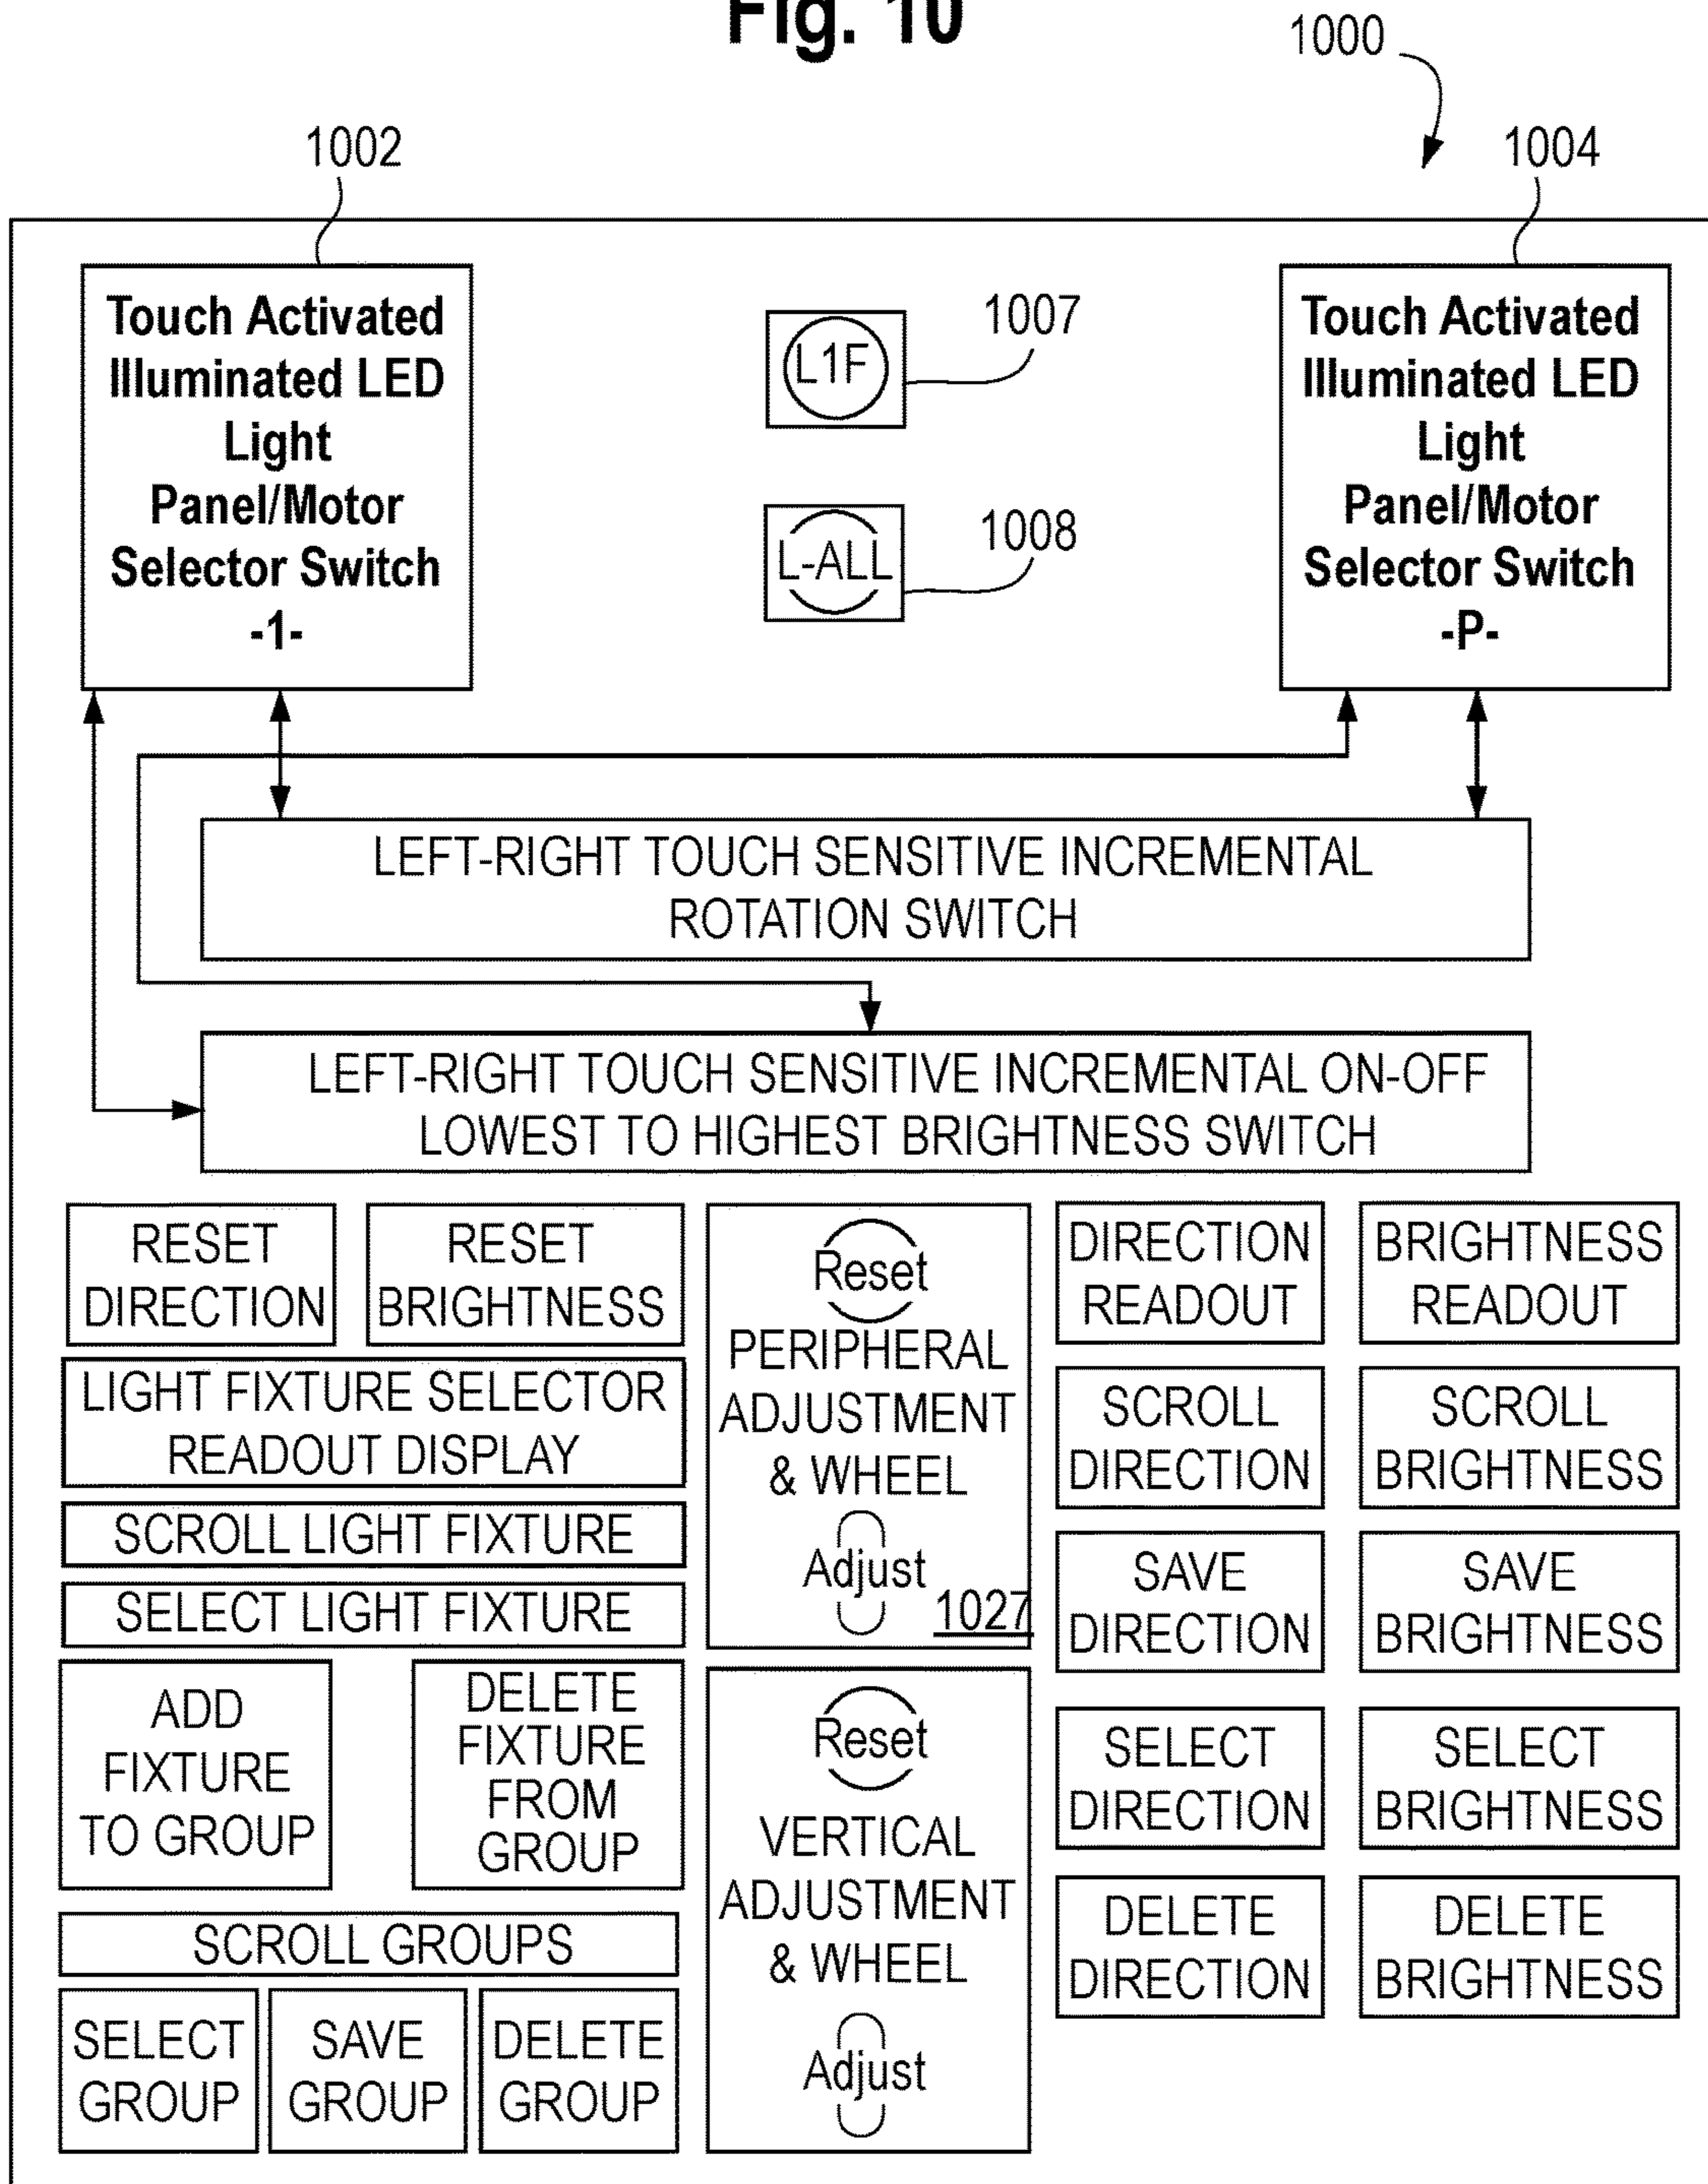 Fig. 10
1000
1002
1004
Touch Activated
Illuminated LED
Light
Panel/Motor
Selector Switch
-1-
L1F
1007
L-ALL
1008
Touch Activated
Illuminated LED
Light
Panel/Motor
Selector Switch
-P-
LEFT-RIGHT TOUCH SENSITIVE INCREMENTAL
ROTATION SWITCH
LEFT-RIGHT TOUCH SENSITIVE INCREMENTAL ON-OFF
LOWEST TO HIGHEST BRIGHTNESS SWITCH
RESET
DIRECTION
RESET
BRIGHTNESS
LIGHT FIXTURE SELECTOR
READOUT DISPLAY
SCROLL LIGHT FIXTURE
SELECT LIGHT FIXTURE
ADD
FIXTURE
TO GROUP
DELETE
FIXTURE
FROM
GROUP
SCROLL GROUPS
SELECT
GROUP
SAVE
GROUP
DELETE
GROUP
Reset
PERIPHERAL
ADJUSTMENT
& WHEEL
Adjust
1027
Reset
VERTICAL
ADJUSTMENT
& WHEEL
Adjust
DIRECTION
READOUT
BRIGHTNESS
READOUT
SCROLL
DIRECTION
SCROLL
BRIGHTNESS
SAVE
DIRECTION
SAVE
BRIGHTNESS
SELECT
DIRECTION
SELECT
BRIGHTNESS
DELETE
DIRECTION
DELETE
BRIGHTNESS